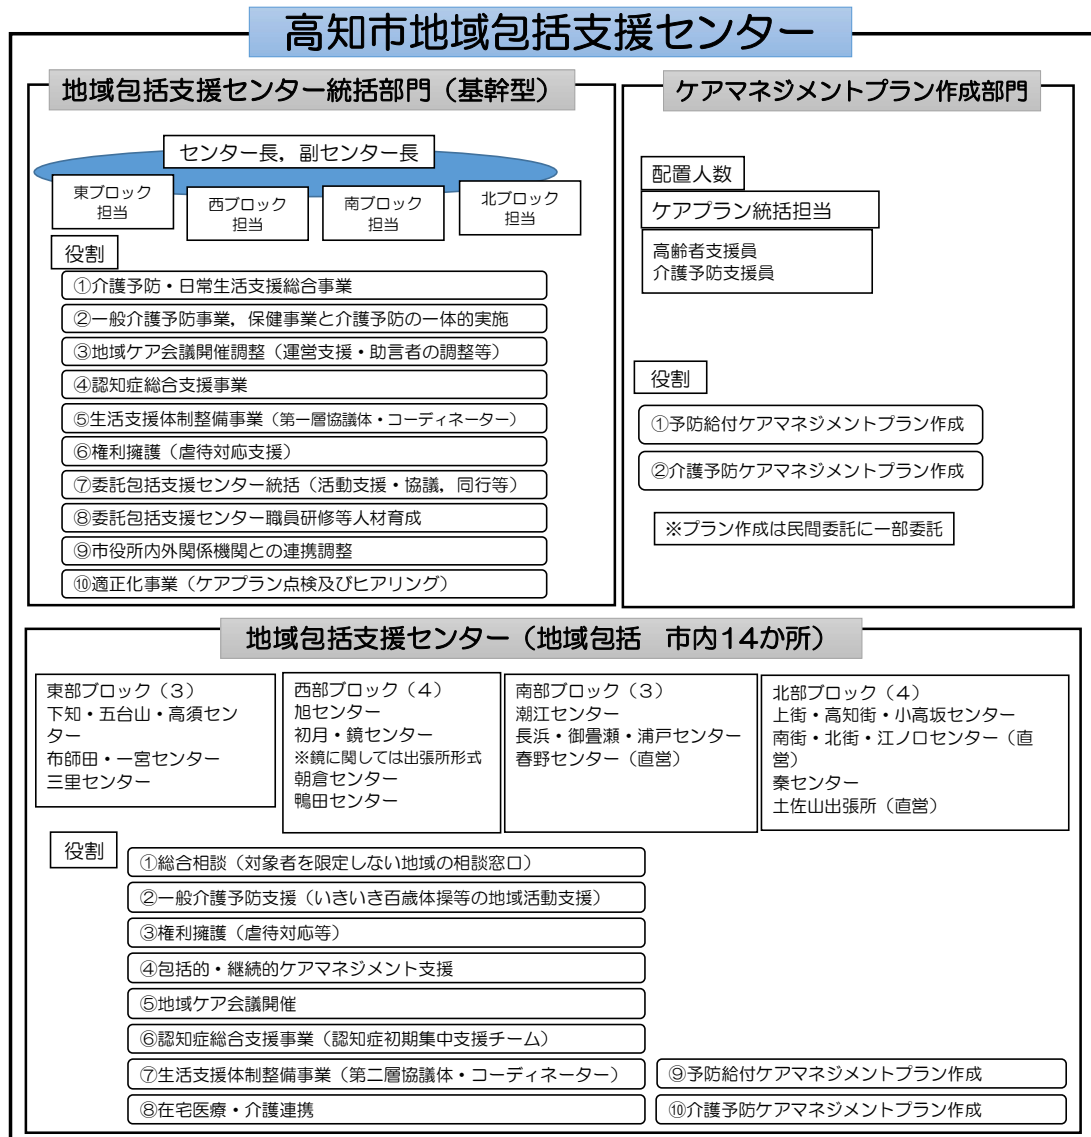 高知市地域包括支援センター
地域包括支援センター統括部門（基幹型）
センター長，副センター長
東ブロック
担当
西ブロック
担当
南ブロック
担当
北ブロック
担当
役割
①介護予防・日常生活支援総合事業
②一般介護予防事業，保健事業と介護予防の一体的実施
③地域ケア会議開催調整（運営支援・助言者の調整等）
④認知症総合支援事業
⑤生活支援体制整備事業（第一層協議体・コーディネーター）
⑥権利擁護（虐待対応支援）
⑦委託包括支援センター統括（活動支援・協議，同行等）
⑧委託包括支援センター職員研修等人材育成
⑨市役所内外関係機関との連携調整
⑩適正化事業（ケアプラン点検及びヒアリング）
ケアマネジメントプラン作成部門
配置人数
ケアプラン統括担当
高齢者支援員
介護予防支援員
役割
①予防給付ケアマネジメントプラン作成
②介護予防ケアマネジメントプラン作成
※プラン作成は民間委託に一部委託
地域包括支援センター（地域包括　市内14か所）
東部ブロック（３）
下知・五台山・高須セン
ター
布師田・一宮センター
三里センター
西部ブロック（４）
旭センター
初月・鏡センター
※鏡に関しては出張所形式
朝倉センター
鴨田センター
南部ブロック（３）
潮江センター
長浜・御畳瀬・浦戸センター
春野センター（直営）
北部ブロック（４）
上街・高知街・小高坂センター
南街・北街・江ノ口センター（直
営）
秦センター
土佐山出張所（直営）
役割
①総合相談（対象者を限定しない地域の相談窓口）
②一般介護予防支援（いきいき百歳体操等の地域活動支援）
③権利擁護（虐待対応等）
④包括的・継続的ケアマネジメント支援
⑤地域ケア会議開催
⑥認知症総合支援事業（認知症初期集中支援チーム）
⑦生活支援体制整備事業（第二層協議体・コーディネーター）
⑧在宅医療・介護連携
⑨予防給付ケアマネジメントプラン作成
⑩介護予防ケアマネジメントプラン作成